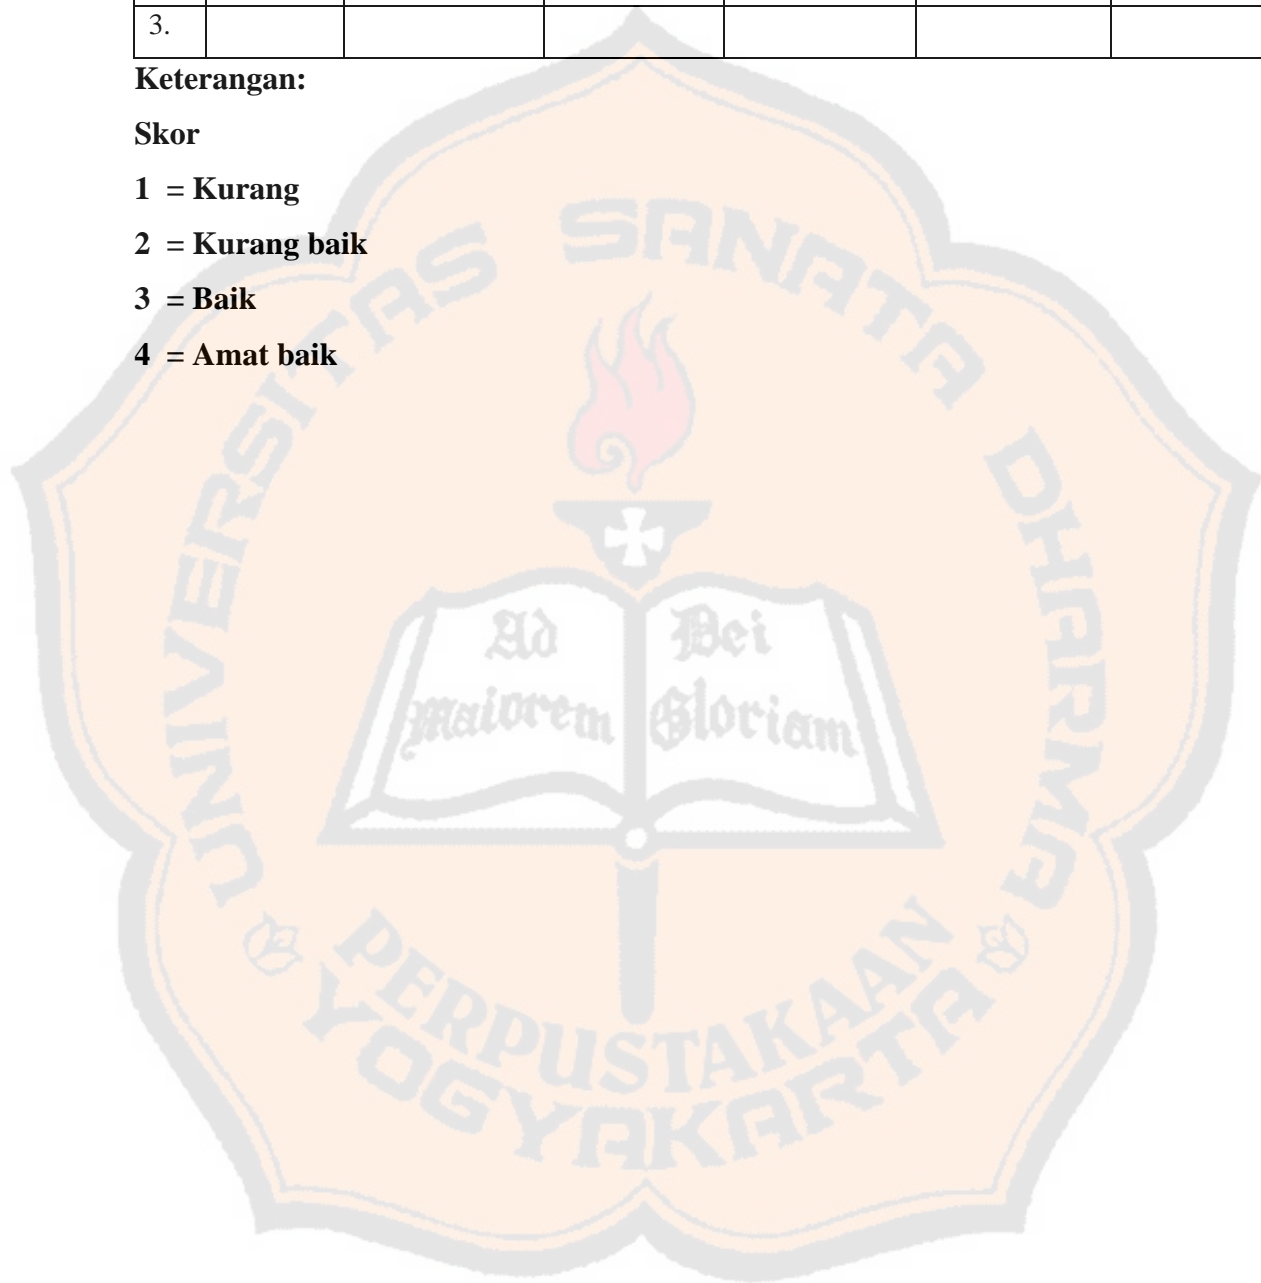 3.
Keterangan:
Skor
1 = Kurang
2 = Kurang baik
3 = Baik
4 = Amat baik
UNIVERSITAS SANATA DHARMA
Ad Dei
maiorem Gloriam
PERPUSTAKAAN
YOGYAKARTA